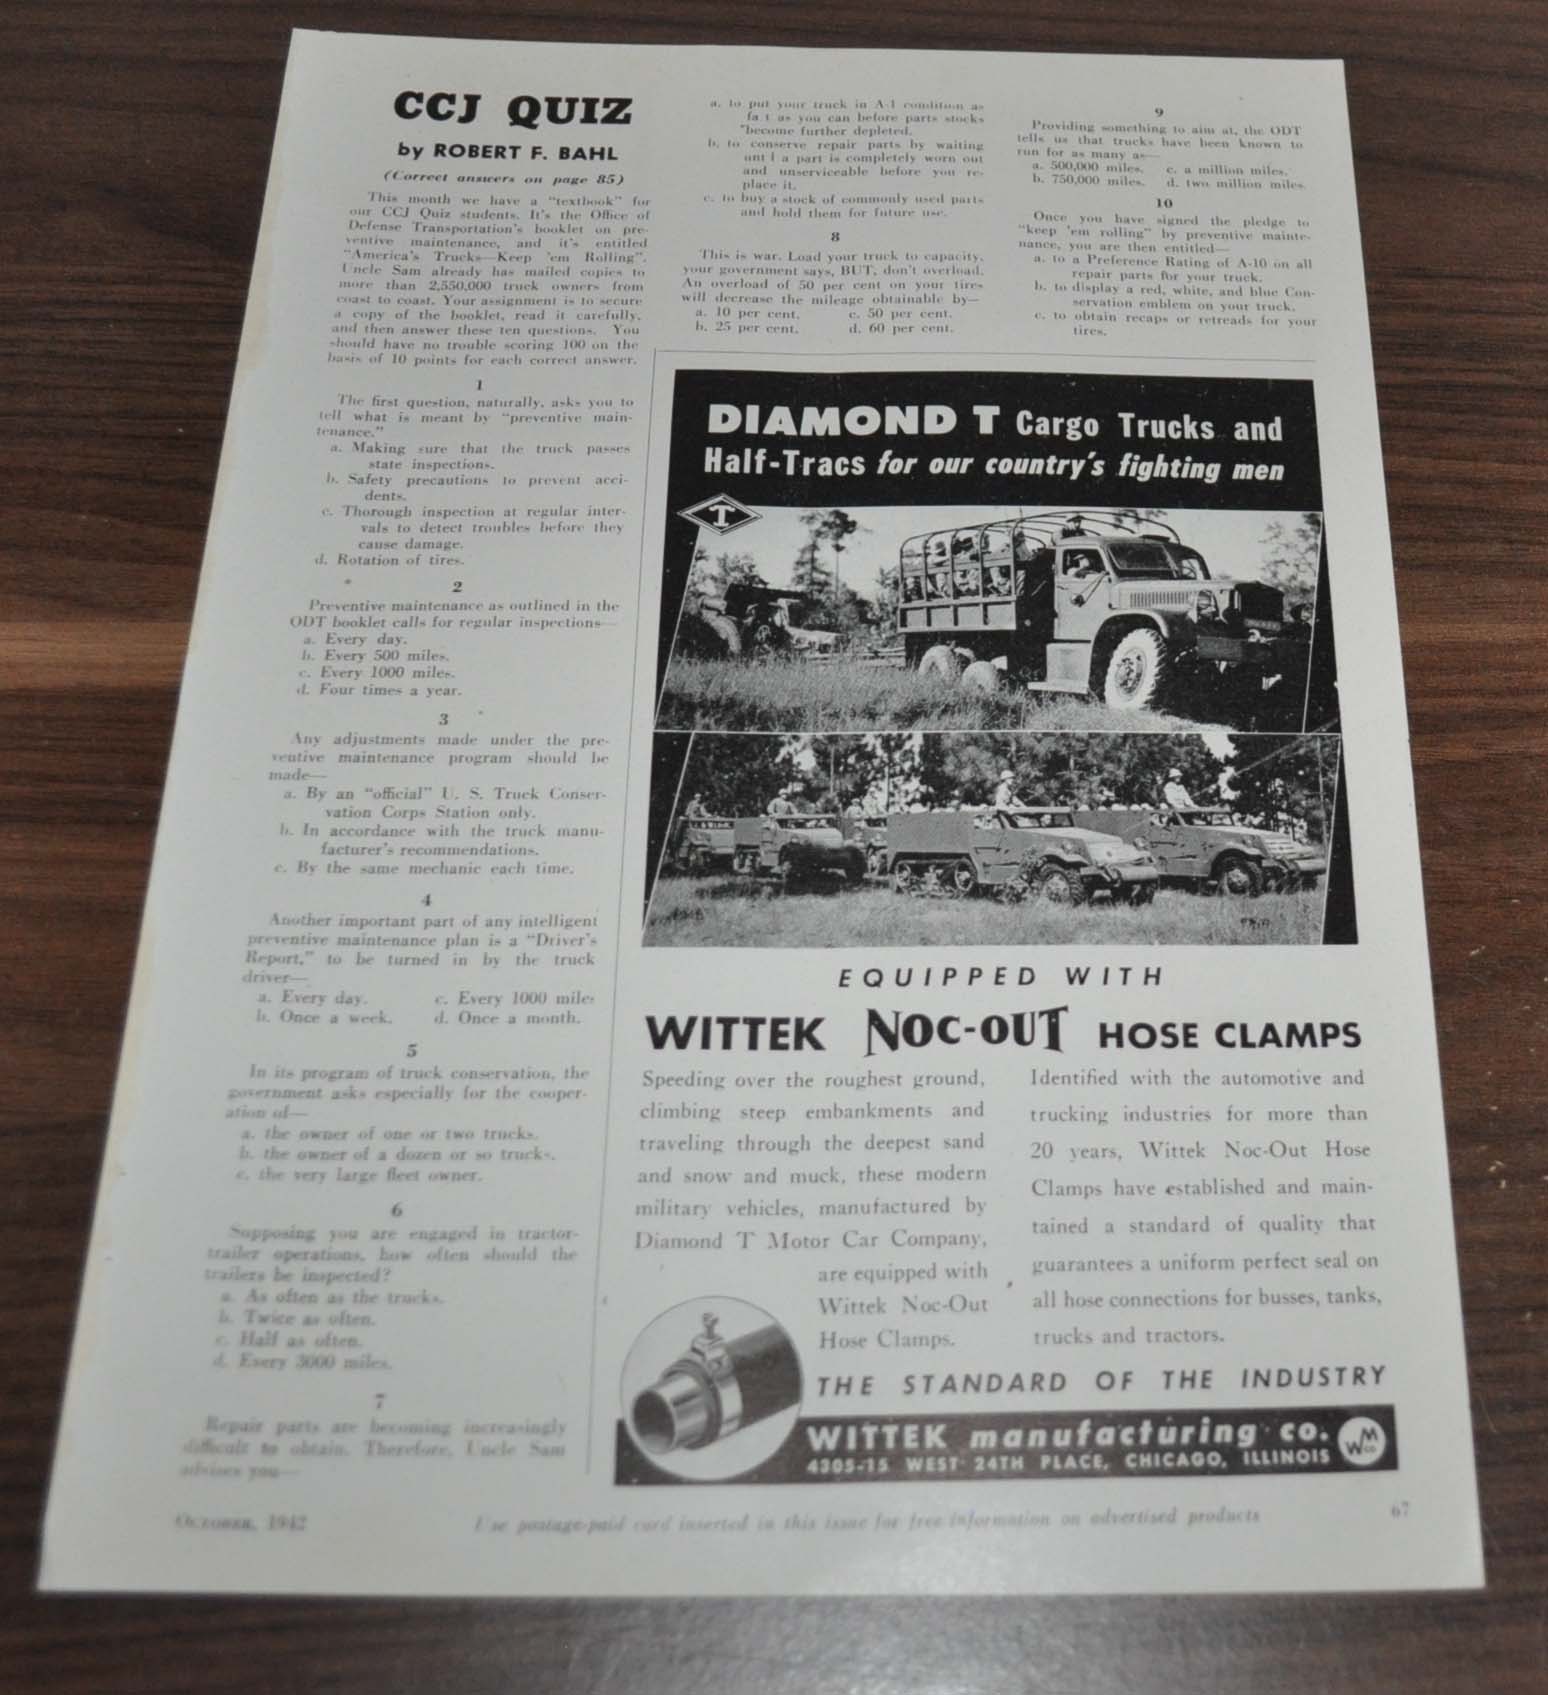 CCJ QUIZ
by ROBERT F. BAHL
(Correct answers on page 85)
This month we have a "textbook" for
our CCJ Quiz students. It's the Office of
Defense Transportation's booklet on pre-
ventive maintenance, and it's entitled
"America's Trucks—Keep 'em Rolling".
Uncle Sam already has mailed copies to
more than 2,550,000 truck owners from
coast to coast. Your assignment is to secure
a copy of the booklet, read it carefully,
and then answer these ten questions. You
should have no trouble scoring 100 on the
basis of 10 points for each correct answer.
1
The first question, naturally, asks you to
tell what is meant by "preventive main-
tenance."
a. Making sure that the truck passes
state inspections.
b. Safety precautions to prevent acci-
dents.
c. Thorough inspection at regular inter-
vals to detect troubles before they
cause damage.
d. Rotation of tires.
2
Preventive maintenance as outlined in the
ODT booklet calls for regular inspections—
a. Every day.
b. Every 500 miles.
c. Every 1000 miles.
d. Four times a year.
3
Any adjustments made under the pre-
ventive maintenance program should be
made—
a. By an "official" U. S. Truck Conser-
vation Corps Station only.
b. In accordance with the truck manu-
facturer's recommendations.
c. By the same mechanic each time.
4
Another important part of any intelligent
preventive maintenance plan is a "Driver's
Report," to be turned in by the truck
driver—
a. Every day. c. Every 1000 miles
b. Once a week. d. Once a month.
5
In its program of truck conservation, the
government asks especially for the cooper-
ation of—
a. the owner of one or two trucks.
b. the owner of a dozen or so trucks.
c. the very large fleet owner.
6
Supposing you are engaged in tractor-
trailer operations, how often should the
trailers be inspected?
a. As often as the trucks.
b. Twice as often.
c. Half as often.
d. Every 3000 miles.
7
Repair parts are becoming increasingly
difficult to obtain. Therefore, Uncle Sam
advises you—
a. to put your truck in A-1 condition as
fa t as you can before parts stocks
become further depleted.
b. to conserve repair parts by waiting
unt l a part is completely worn out
and unserviceable before you re-
place it.
c. to buy a stock of commonly used parts
and hold them for future use.
8
This is war. Load your truck to capacity,
your government says, BUT, don't overload.
An overload of 50 per cent on your tires
will decrease the mileage obtainable by—
a. 10 per cent. c. 50 per cent.
b. 25 per cent. d. 60 per cent.
9
Providing something to aim at, the ODT
tells us that trucks have been known to
run for as many as—
a. 500,000 miles. c. a million miles.
b. 750,000 miles. d. two million miles.
10
Once you have signed the pledge to
"keep 'em rolling" by preventive mainte-
nance, you are then entitled—
a. to a Preference Rating of A-10 on all
repair parts for your truck.
b. to display a red, white, and blue Con-
servation emblem on your truck.
c. to obtain recaps or retreads for your
tires.
DIAMOND T Cargo Trucks and
Half-Tracs for our country's fighting men
T
EQUIPPED WITH
WITTEK NOC-OUT HOSE CLAMPS
Speeding over the roughest ground,
climbing steep embankments and
traveling through the deepest sand
and snow and muck, these modern
military vehicles, manufactured by
Diamond T Motor Car Company,
are equipped with
Wittek Noc-Out
Hose Clamps.
Identified with the automotive and
trucking industries for more than
20 years, Wittek Noc-Out Hose
Clamps have established and main-
tained a standard of quality that
guarantees a uniform perfect seal on
all hose connections for busses, tanks,
trucks and tractors.
THE STANDARD OF THE INDUSTRY
WITTEK manufacturing co.
4305-15 WEST 24TH PLACE, CHICAGO, ILLINOIS
WM CO
OCTOBER, 1942
Use postage-paid card inserted in this issue for free information on advertised products
67